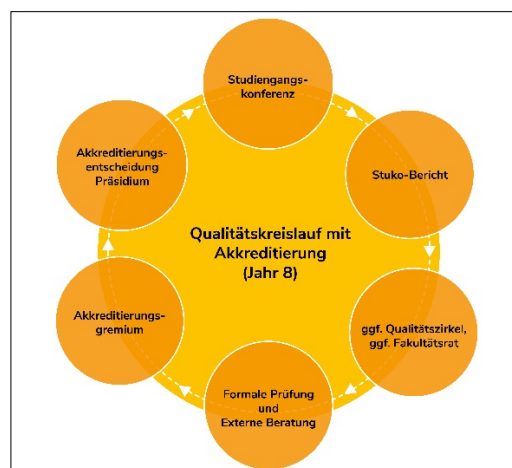 Studiengangs-
konferenz
Stuko-Bericht
ggf. Qualitätszirkel,
ggf. Fakultätsrat
Formale Prüfung
und
Externe Beratung
Akkreditierungs-
gremium
Akkreditierungs-
entscheidung
Präsidium
Qualitätskreislauf mit
Akkreditierung
(Jahr 8)